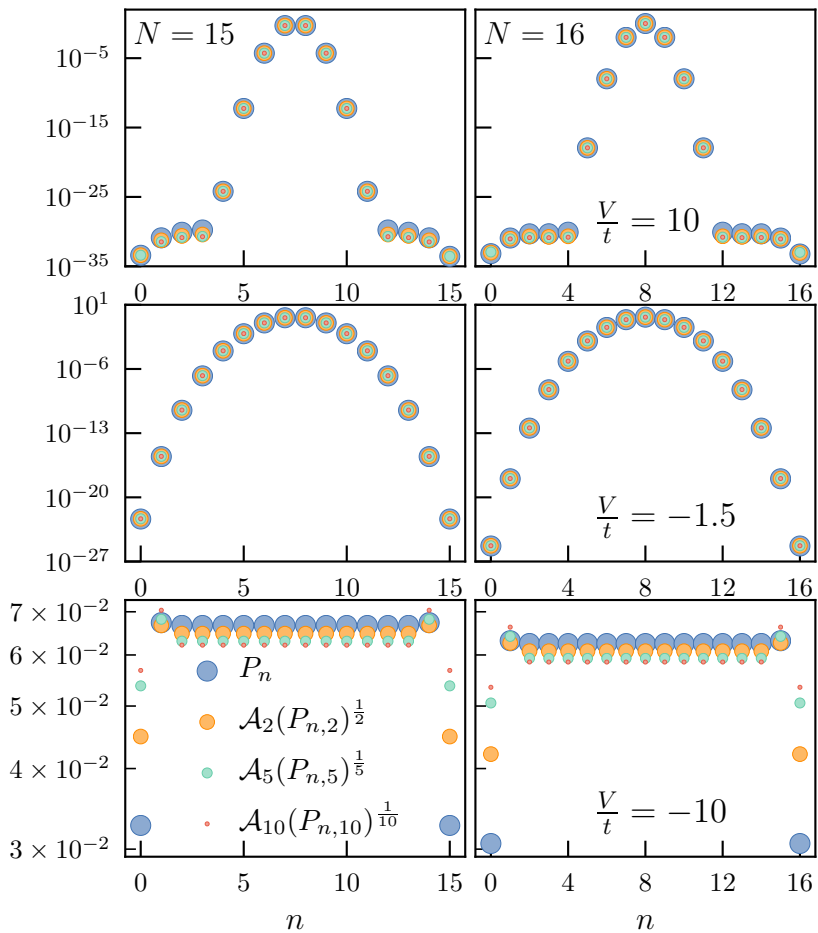 N = 15
N = 16
10^{-5}
10^{-15}
10^{-25}
10^{-35}
V/t = 10
0 5 10 15
0 4 8 12 16
10^{1}
10^{-6}
10^{-13}
10^{-20}
10^{-27}
V/t = −1.5
0 5 10 15
0 4 8 12 16
7 × 10^{-2}
6 × 10^{-2}
5 × 10^{-2}
4 × 10^{-2}
3 × 10^{-2}
P_n
𝒜_2(P_{n,2})^{1/2}
𝒜_5(P_{n,5})^{1/5}
𝒜_{10}(P_{n,10})^{1/10}
V/t = −10
0 5 10 15
0 4 8 12 16
n
n